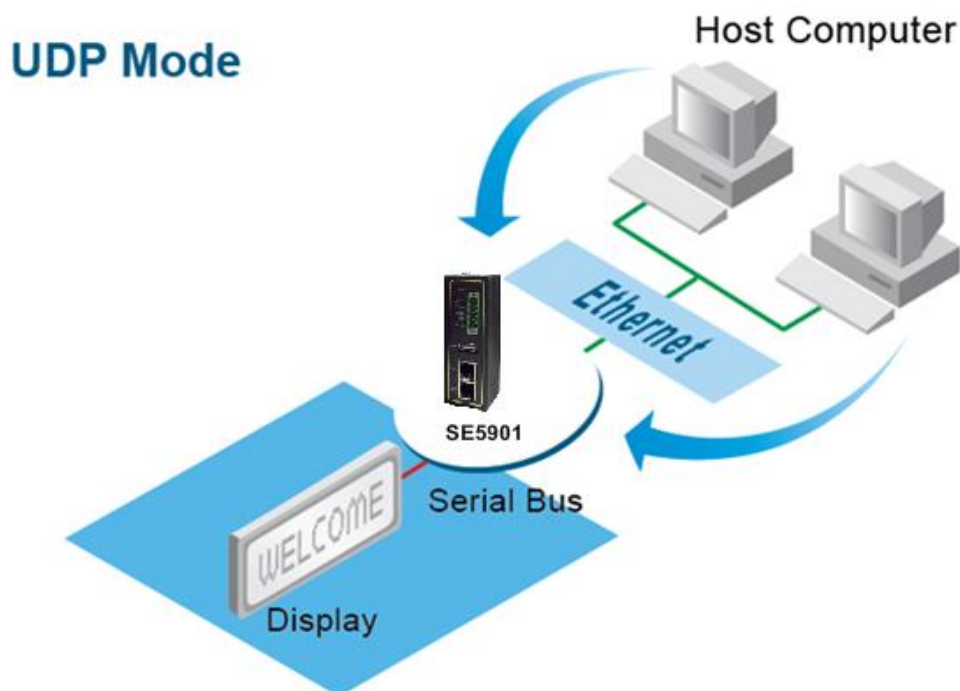 Host Computer
UDP Mode
Ethernet
SE5901
Serial Bus
WELCOME
Display